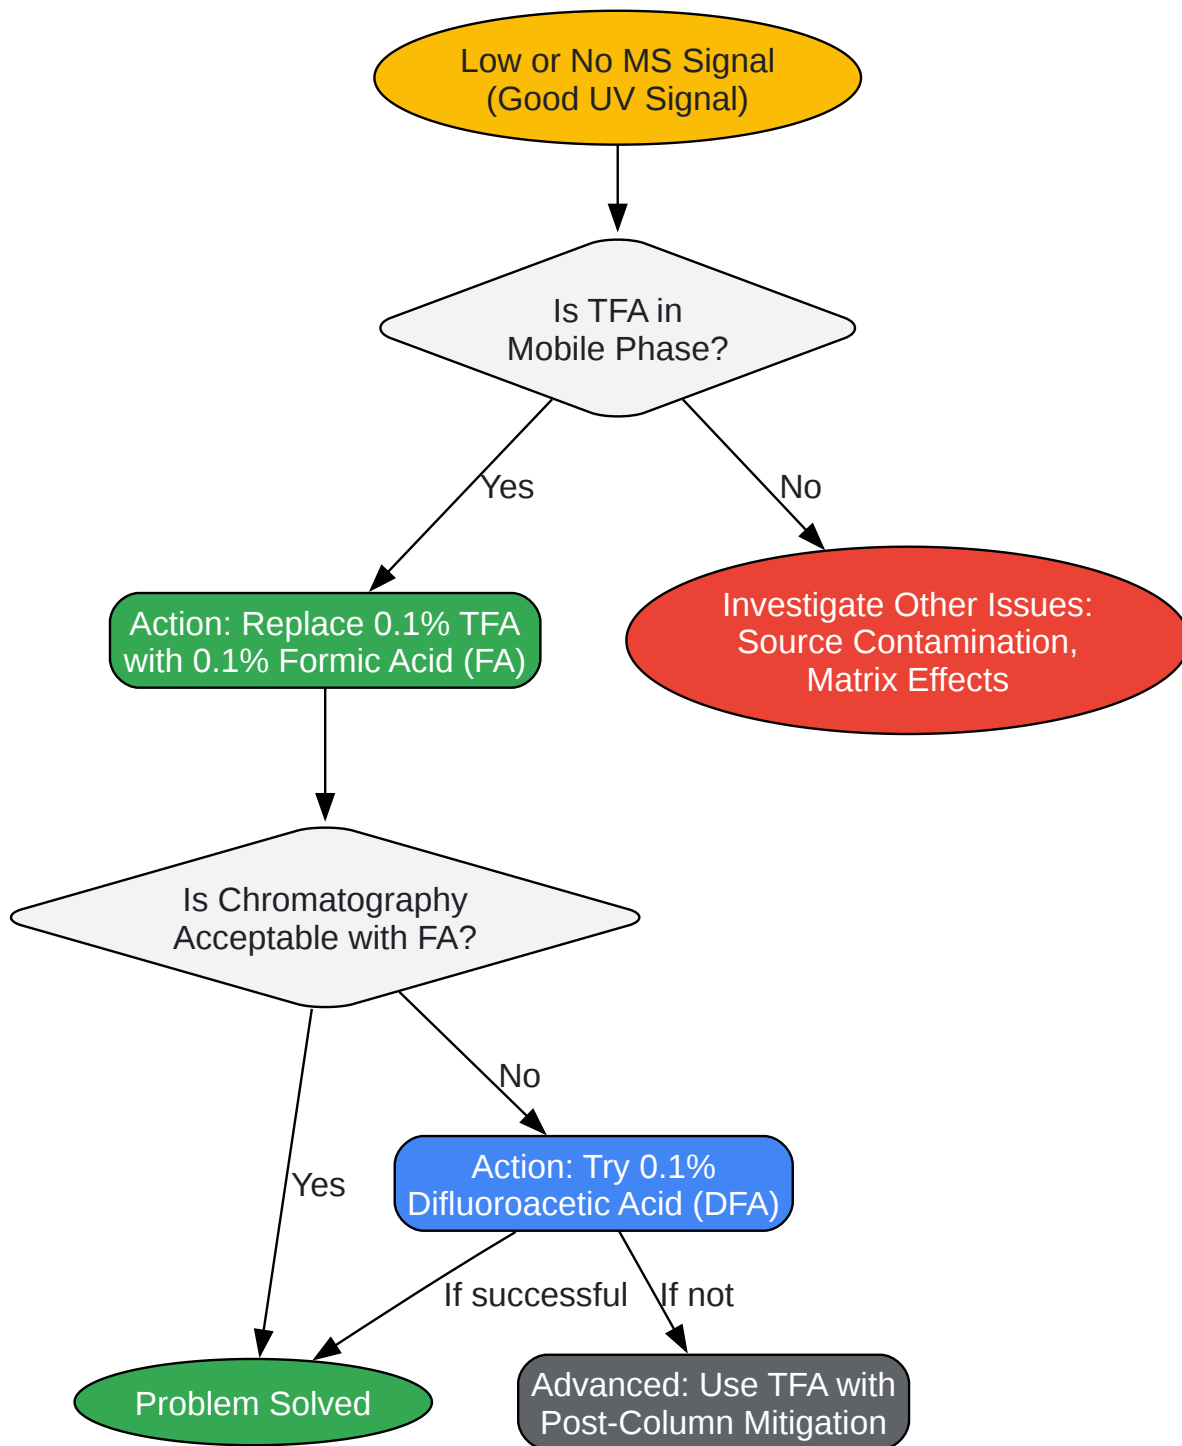 Low or No MS Signal
(Good UV Signal)
Is TFA in
Mobile Phase?
Yes
No
Action: Replace 0.1% TFA
with 0.1% Formic Acid (FA)
Investigate Other Issues:
Source Contamination,
Matrix Effects
Is Chromatography
Acceptable with FA?
No
Yes
Action: Try 0.1%
Difluoroacetic Acid (DFA)
If successful
If not
Problem Solved
Advanced: Use TFA with
Post-Column Mitigation